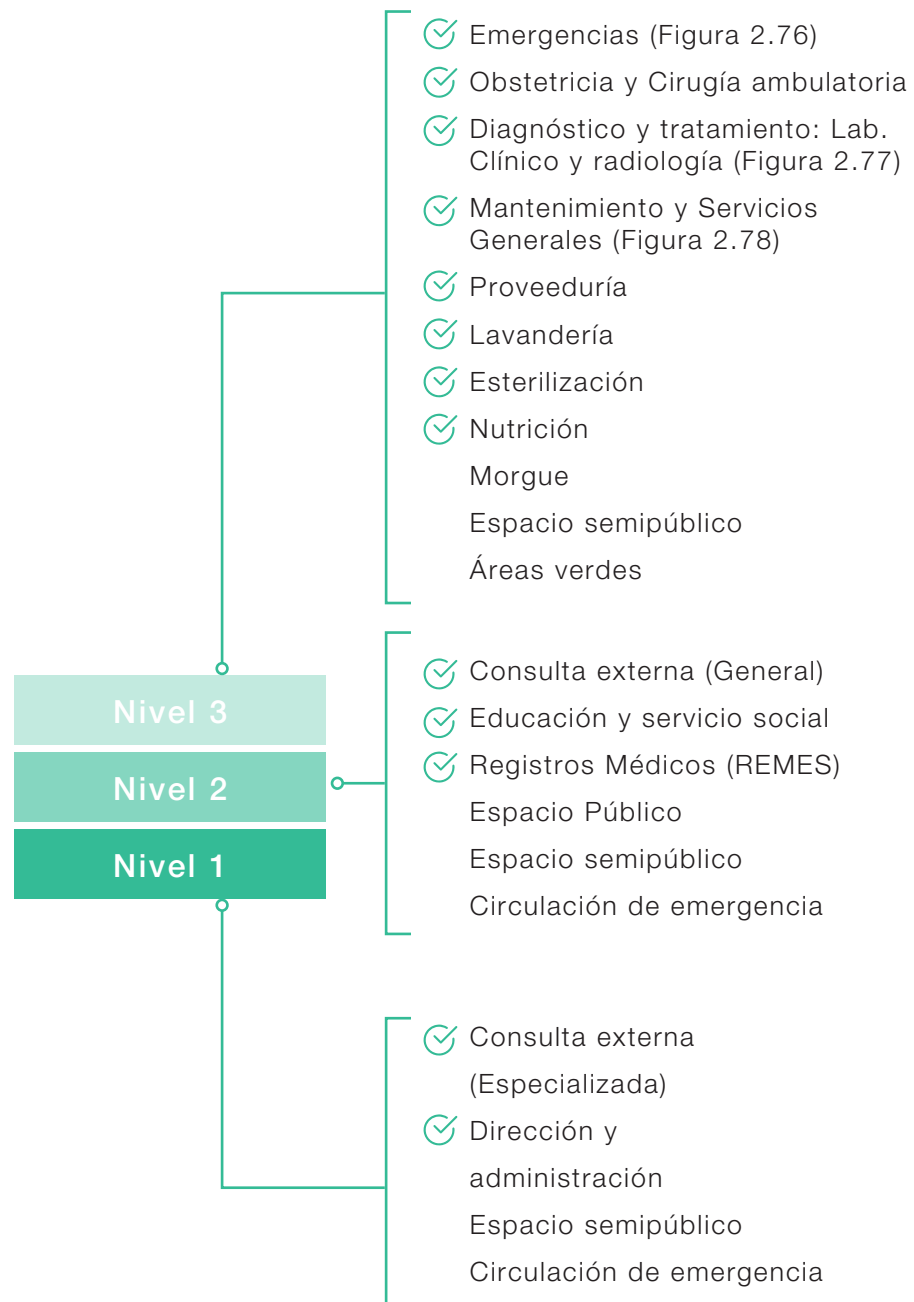 Emergencias (Figura 2.76)
Obstetricia y Cirugía ambulatoria
Diagnóstico y tratamiento: Lab.
Clínico y radiología (Figura 2.77)
Mantenimiento y Servicios
Generales (Figura 2.78)
Proveeduría
Lavandería
Esterilización
Nutrición
Morgue
Espacio semipúblico
Áreas verdes
Nivel 3
Nivel 2
Nivel 1
Consulta externa (General)
Educación y servicio social
Registros Médicos (REMES)
Espacio Público
Espacio semipúblico
Circulación de emergencia
Consulta externa
(Especializada)
Dirección y
administración
Espacio semipúblico
Circulación de emergencia